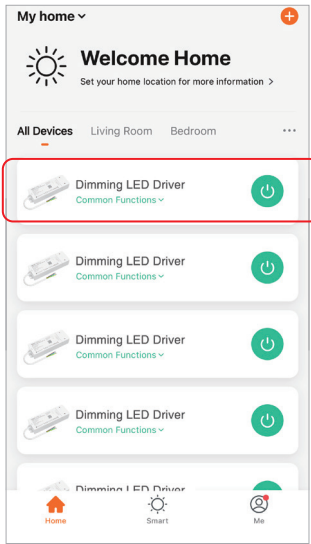 My home
Welcome Home
Set your home location for more information >
All Devices Living Room Bedroom ...
Dimming LED Driver
Common Functions
Dimming LED Driver
Common Functions
Dimming LED Driver
Common Functions
Dimming LED Driver
Common Functions
Dimming LED Driver
Home Smart Me